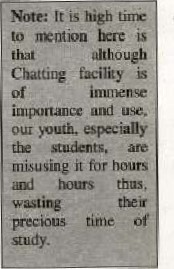 Note: It is high time
to mention here is
that although
Chatting facility is
of immense
importance and use,
our youth, especially
the students, are
misusing it for hours
and hours thus,
wasting their
precious time of
study.